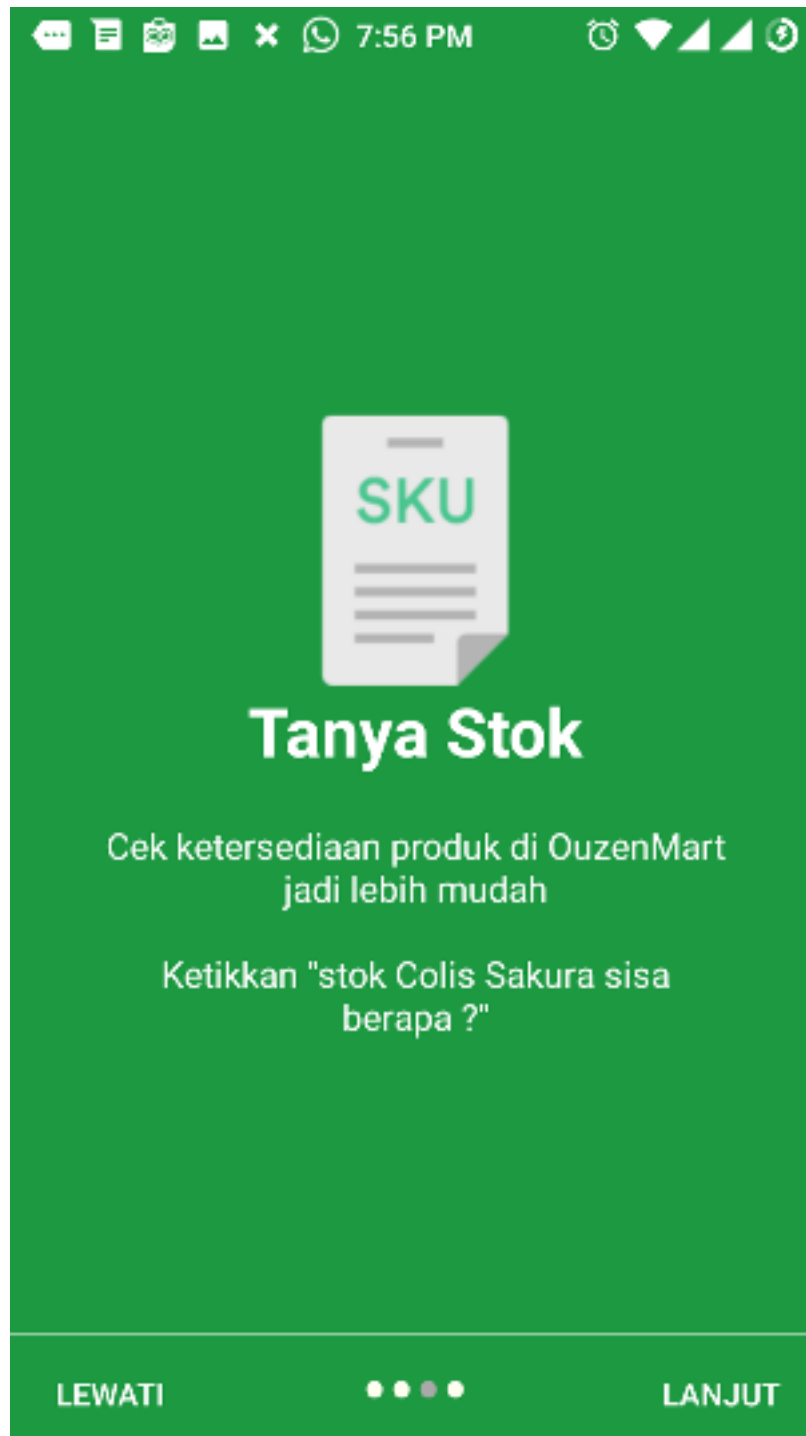 7:56 PM
SKU
Tanya Stok
Cek ketersediaan produk di OuzenMart
jadi lebih mudah
Ketikkan "stok Colis Sakura sisa
berapa ?"
LEWATI
LANJUT